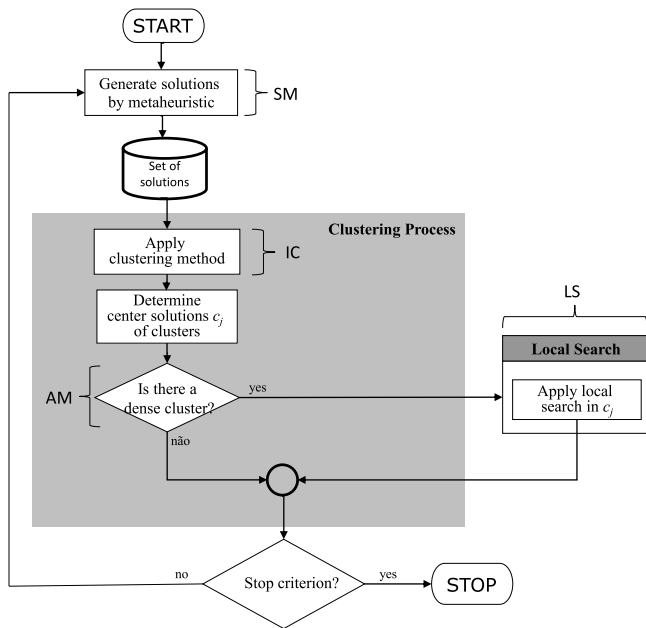 START
Generate solutions
by metaheuristic
SM
Set of
solutions
Clustering Process
Apply
clustering method
IC
Determine
center solutions cj
of clusters
LS
Local Search
Apply local
search in cj
AM
Is there a
dense cluster?
yes
não
no
Stop criterion?
yes
STOP